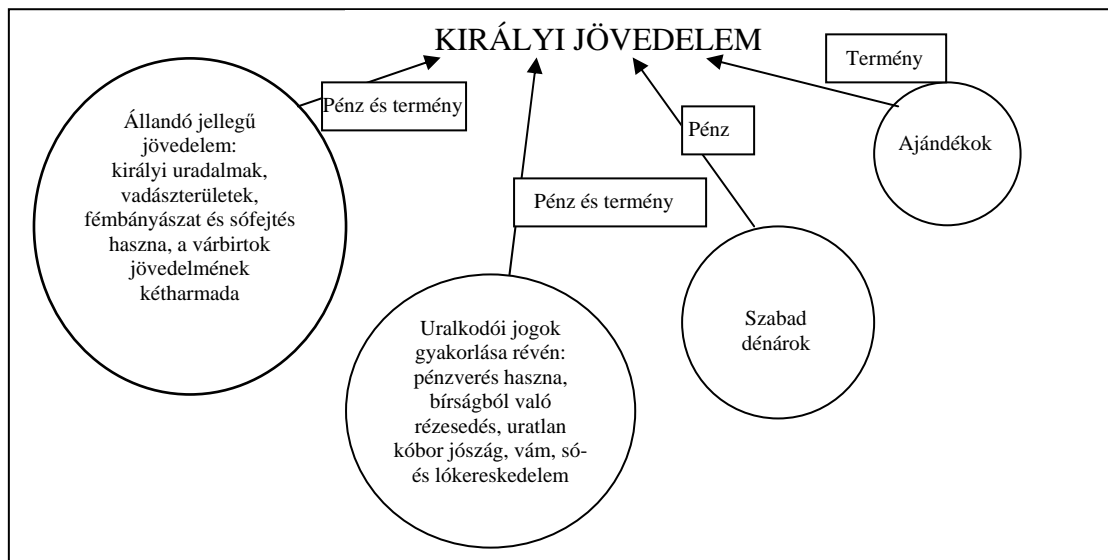 KIRÁLYI JÖVEDELEM
Pénz és termény
Állandó jellegű
jövedelem:
királyi uradalmak,
vadászterületek,
fémbányászat és sófejtés
haszna, a várbirtok
jövedelmének
kétharmada
Pénz és termény
Uralkodói jogok
gyakorlása révén:
pénzverés haszna,
bírságból való
rézesedés, uratlan
kóbor jószág, vám, só-
és lókereskedelem
Pénz
Szabad
dénárok
Termény
Ajándékok